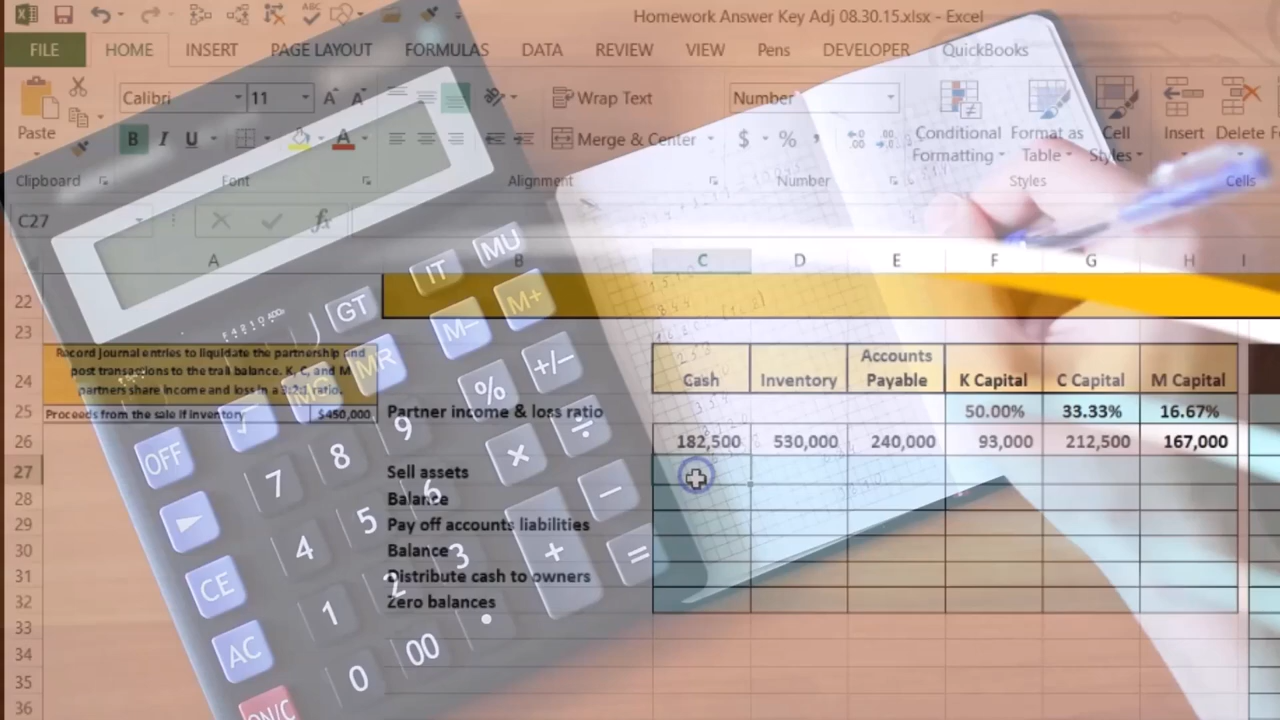 Homework Answer Key Adj 08.30.15.xlsx - Excel
FILE HOME INSERT PAGE LAYOUT FORMULAS DATA REVIEW VIEW Pens DEVELOPER QuickBooks
Paste Calibri 11 A A Wrap Text Number Conditional Formatting Format as Table Cell Styles Insert Delete F
B I U A Merge & Center $ % ,
Clipboard Font Alignment Number Styles Cells
C27 fx
A B C D E F G H I
22
23
24 Record journal entries to liquidate the partnership and
post transactions to the trail balance. K, C, and M
partners share income and loss in a 3:2:1 ratio.
Cash Inventory Accounts Payable K Capital C Capital M Capital
25 Proceeds from the sale if inventory $450,000 Partner income & loss ratio 50.00% 33.33% 16.67%
26 182,500 530,000 240,000 93,000 212,500 167,000
27 Sell assets
28 Balance
29 Pay off accounts liabilities
30 Balance
31 Distribute cash to owners
32 Zero balances
33
34
35
36
IT MU
GT M- M+
MR % +/-
OFF √ 9 ÷
7 8 ×
6 -
4 5
CE 3 + =
1 2
AC 0 00 .
ON/C